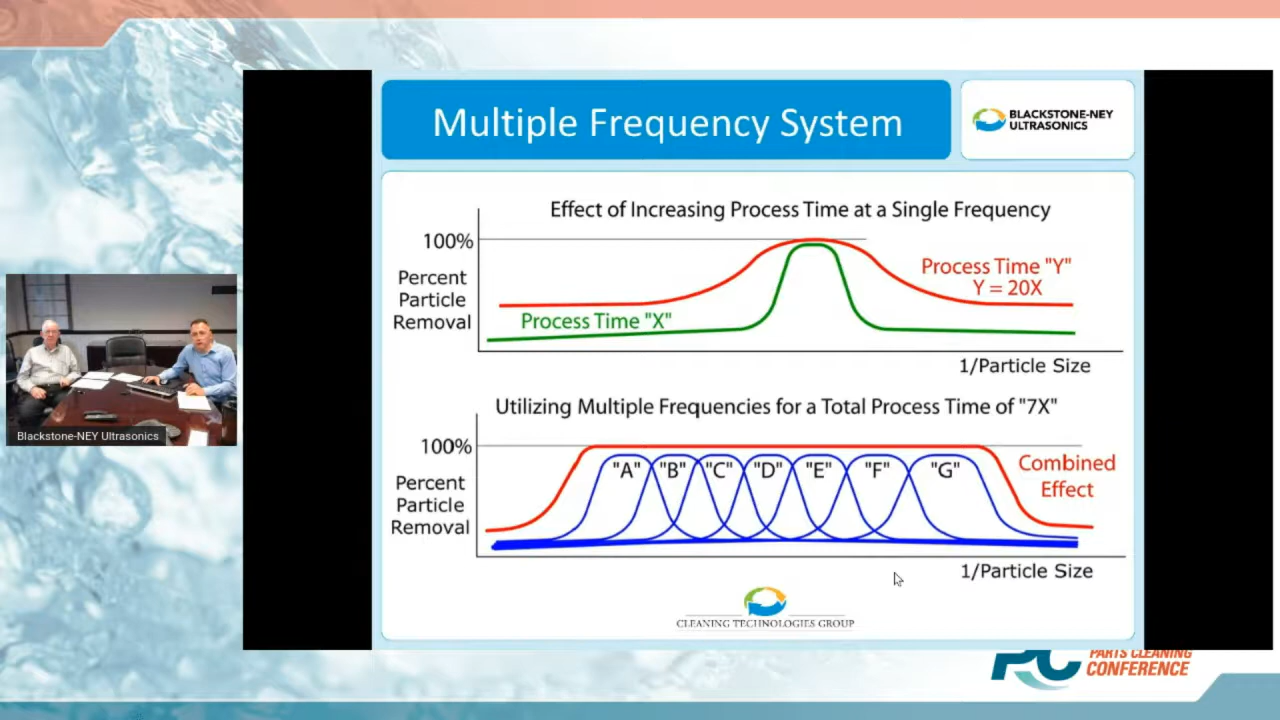 Multiple Frequency System
BLACKSTONE-NEY
ULTRASONICS
Effect of Increasing Process Time at a Single Frequency
100%
Percent
Particle
Removal
Process Time "Y"
Y = 20X
Process Time "X"
1/Particle Size
Utilizing Multiple Frequencies for a Total Process Time of "7X"
100%
Percent
Particle
Removal
"A" "B" "C" "D" "E" "F" "G"
Combined
Effect
1/Particle Size
CLEANING TECHNOLOGIES GROUP
Blackstone-NEY Ultrasonics
PC
PARTS CLEANING
CONFERENCE